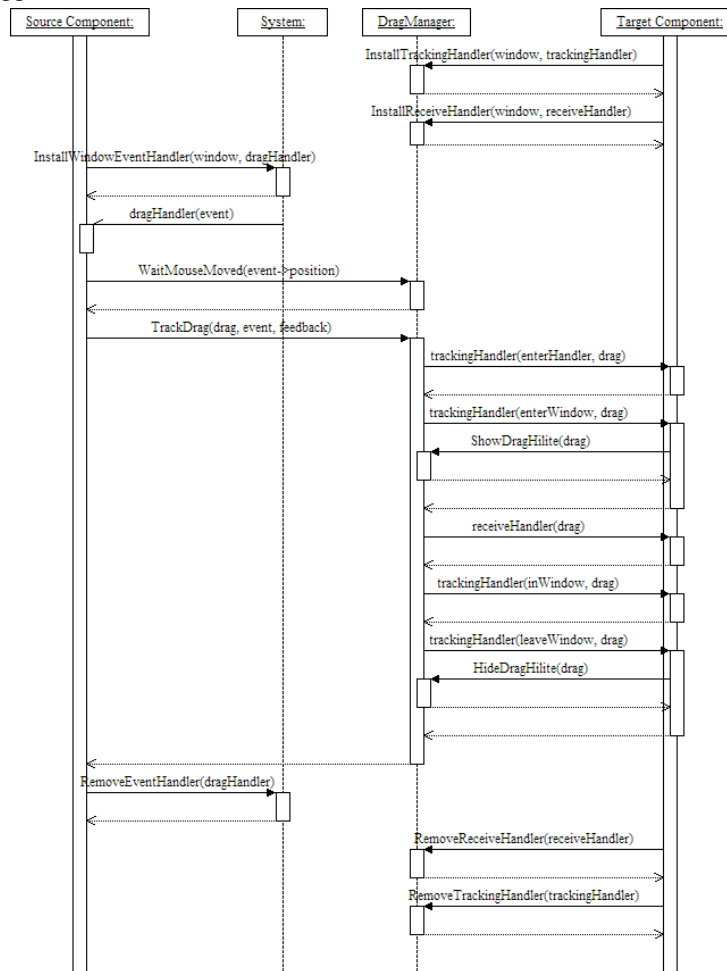 Source Component:
System:
DragManager:
Target Component:
InstallTrackingHandler(window, trackingHandler)
InstallReceiveHandler(window, receiveHandler)
InstallWindowEventHandler(window, dragHandler)
dragHandler(event)
WaitMouseMoved(event->position)
TrackDrag(drag, event, feedback)
trackingHandler(enterHandler, drag)
trackingHandler(enterWindow, drag)
ShowDragHilite(drag)
receiveHandler(drag)
trackingHandler(inWindow, drag)
trackingHandler(leaveWindow, drag)
HideDragHilite(drag)
RemoveEventHandler(dragHandler)
RemoveReceiveHandler(receiveHandler)
RemoveTrackingHandler(trackingHandler)